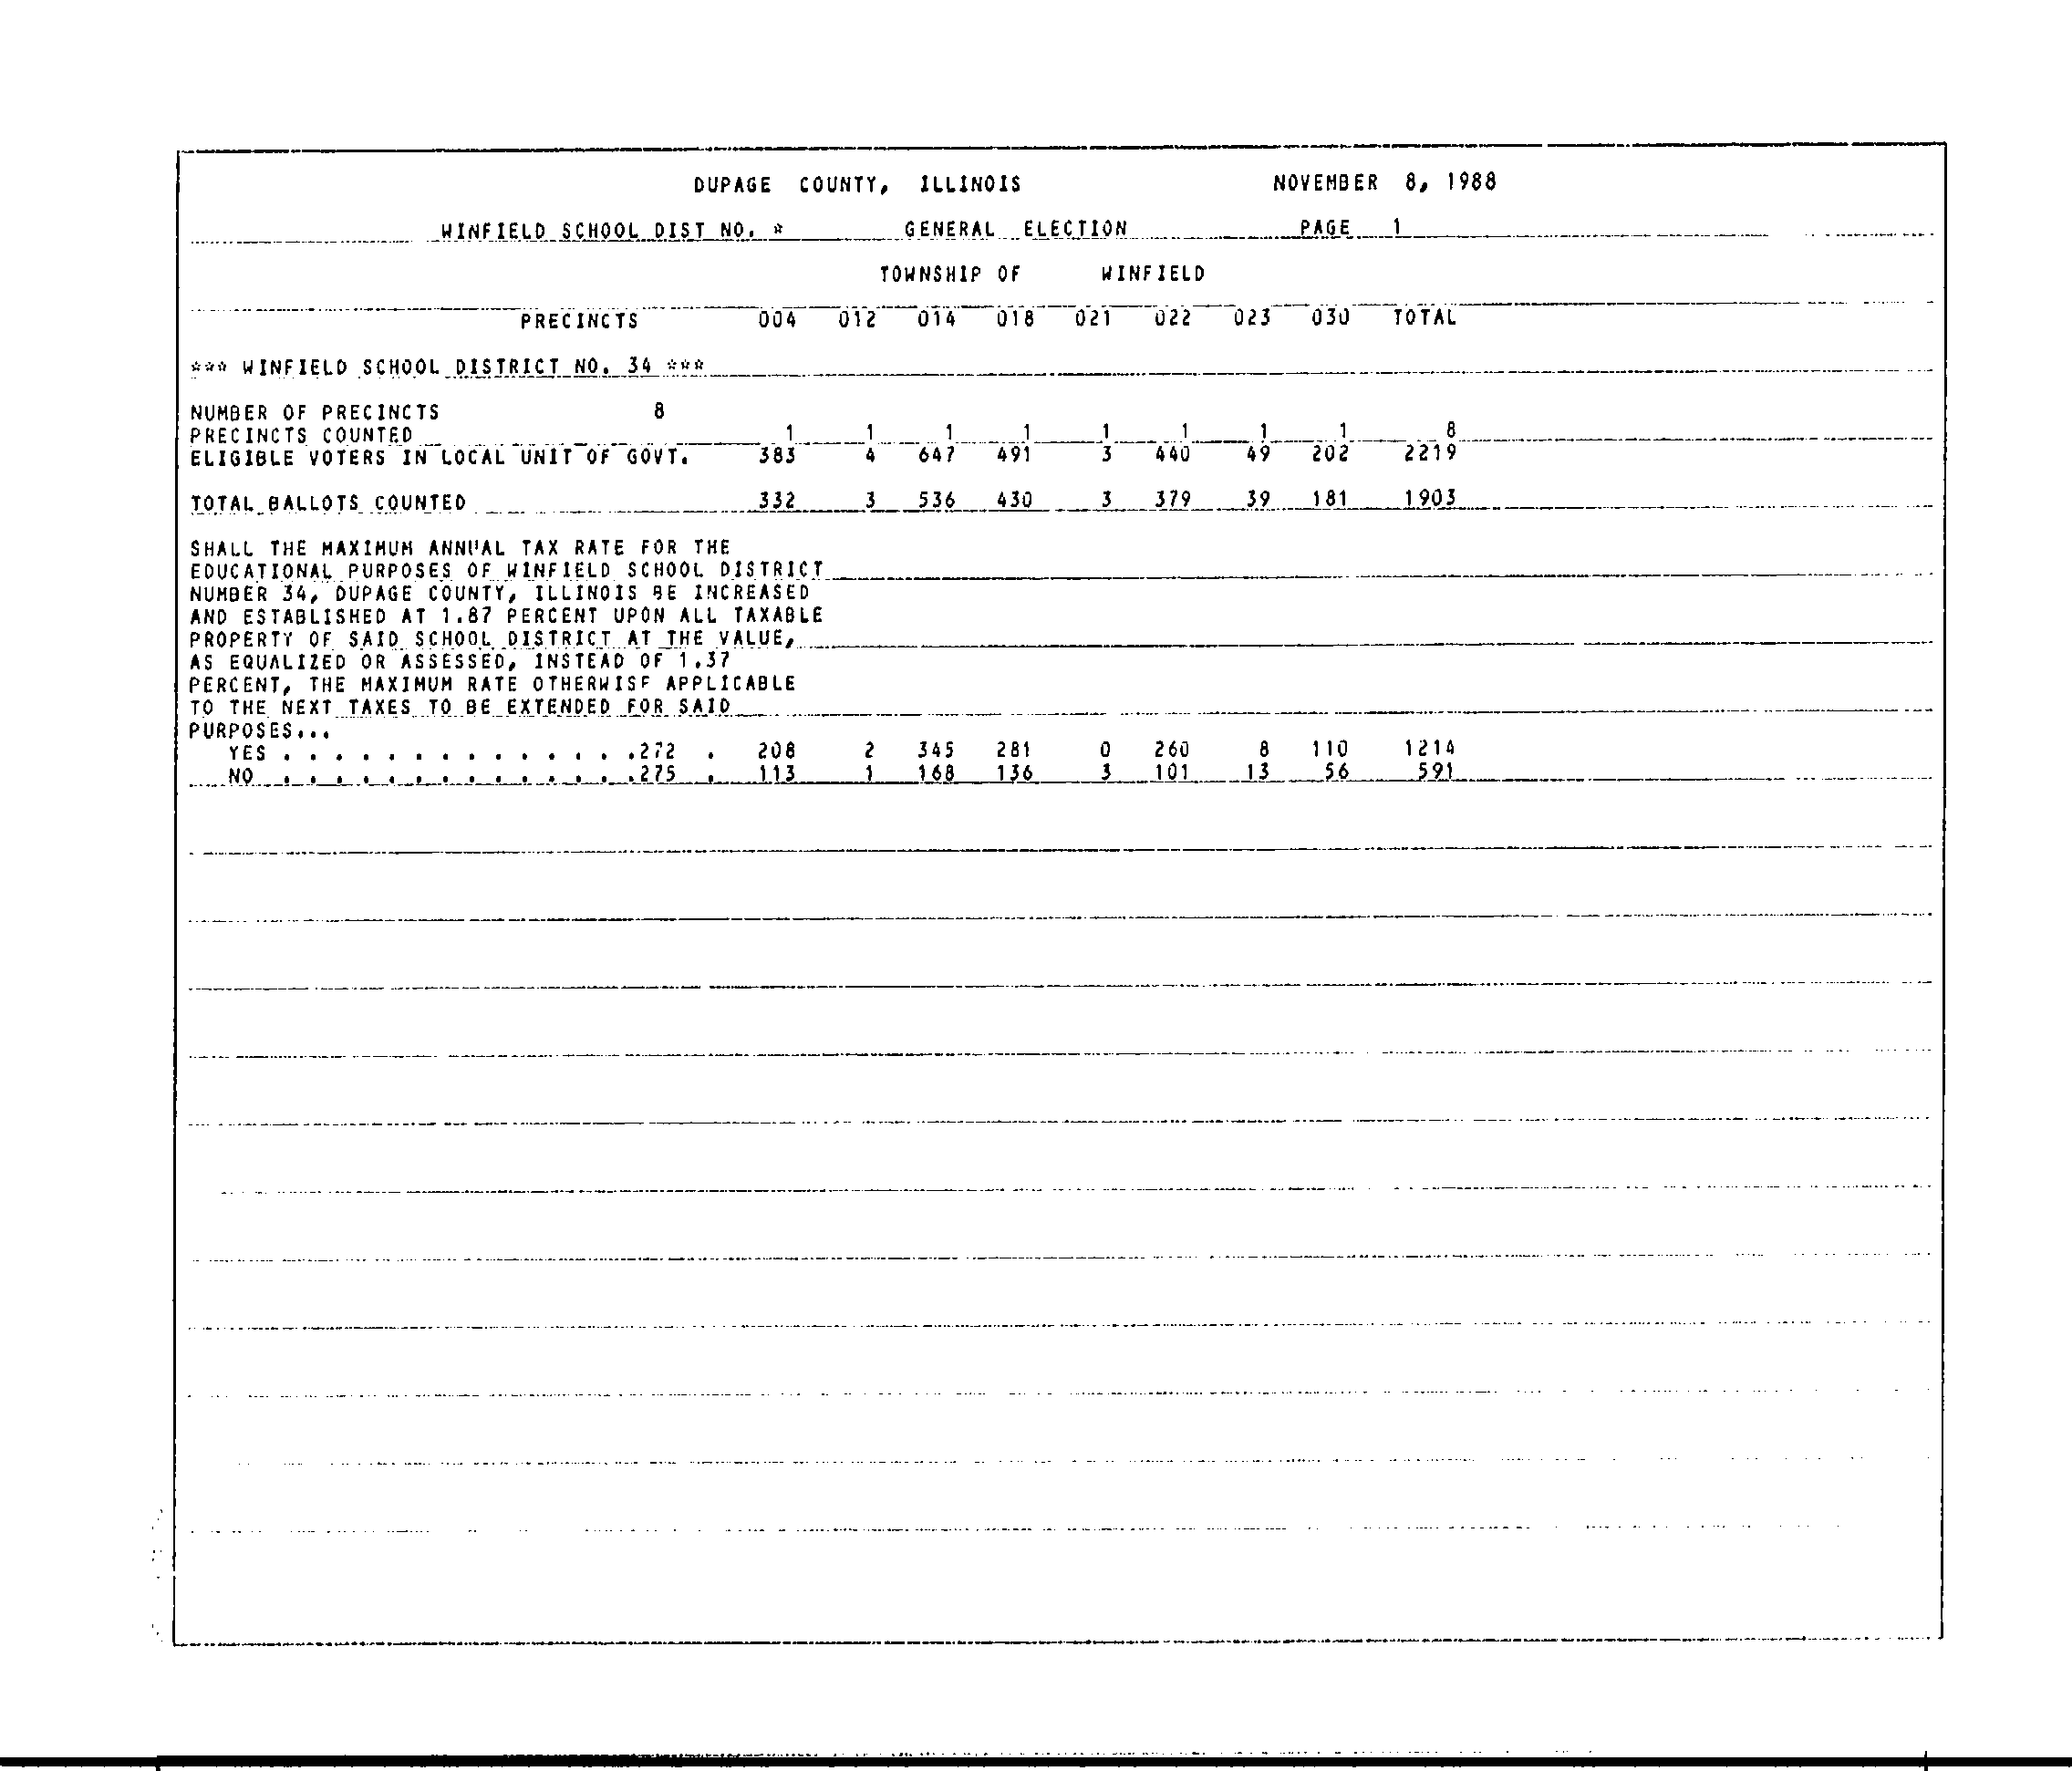 DUPAGE COUNTY, ILLINOIS NOVEMBER 8, 1988
WINFIELD SCHOOL DIST NO. * GENERAL ELECTION PAGE 1
TOWNSHIP OF WINFIELD
PRECINCTS 004 012 014 018 021 022 023 030 TOTAL
*** WINFIELD SCHOOL DISTRICT NO. 34 ***
NUMBER OF PRECINCTS 8
PRECINCTS COUNTED 1 1 1 1 1 1 1 1 8
ELIGIBLE VOTERS IN LOCAL UNIT OF GOVT. 383 4 647 491 3 440 49 202 2219
TOTAL BALLOTS COUNTED 332 3 536 430 3 379 39 181 1903
SHALL THE MAXIMUM ANNUAL TAX RATE FOR THE
EDUCATIONAL PURPOSES OF WINFIELD SCHOOL DISTRICT
NUMBER 34, DUPAGE COUNTY, ILLINOIS BE INCREASED
AND ESTABLISHED AT 1.87 PERCENT UPON ALL TAXABLE
PROPERTY OF SAID SCHOOL DISTRICT AT THE VALUE,
AS EQUALIZED OR ASSESSED, INSTEAD OF 1.37
PERCENT, THE MAXIMUM RATE OTHERWISE APPLICABLE
TO THE NEXT TAXES TO BE EXTENDED FOR SAID
PURPOSES...
YES . . . . . . . . . . . . . .272 . 208 2 345 281 0 260 8 110 1214
NO . . . . . . . . . . . . . .275 . 113 1 168 136 3 101 13 56 591